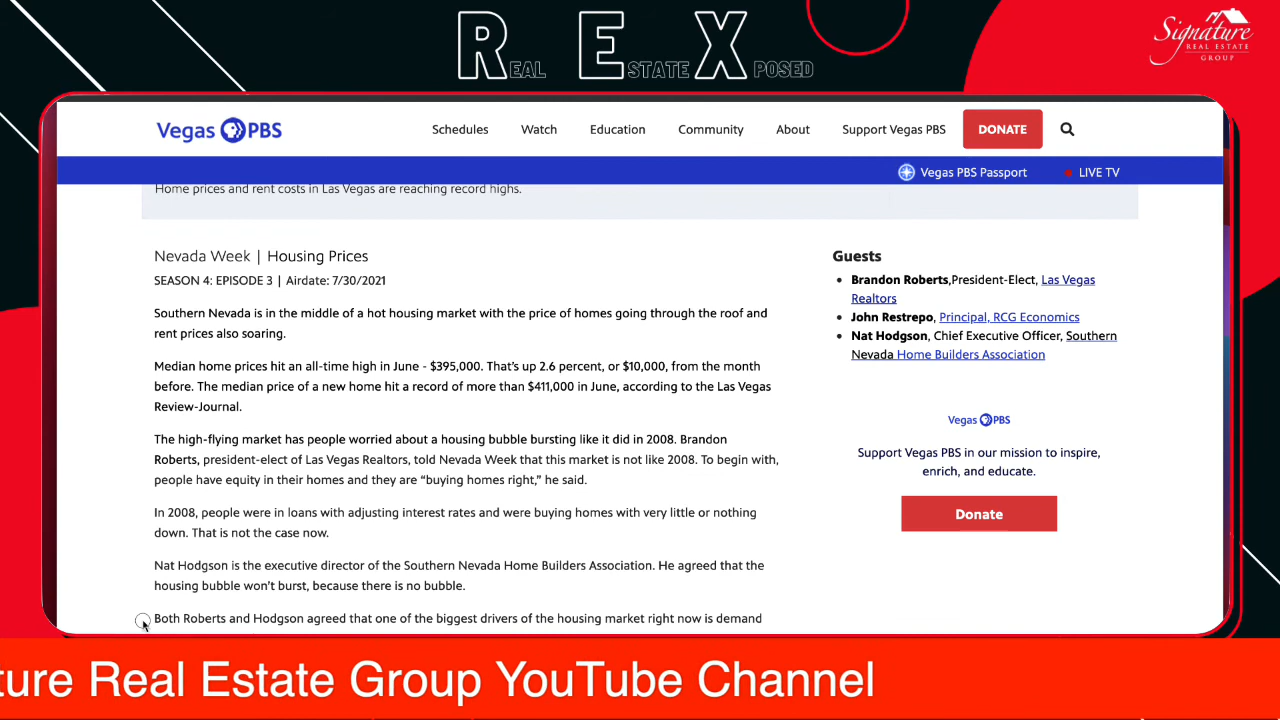 REAL ESTATE XPOSED
Signature
REAL ESTATE
GROUP
Vegas PBS
Schedules
Watch
Education
Community
About
Support Vegas PBS
DONATE
Vegas PBS Passport
LIVE TV
Home prices and rent costs in Las Vegas are reaching record highs.
Nevada Week | Housing Prices
SEASON 4: EPISODE 3 | Airdate: 7/30/2021
Southern Nevada is in the middle of a hot housing market with the price of homes going through the roof and
rent prices also soaring.
Median home prices hit an all-time high in June - $395,000. That's up 2.6 percent, or $10,000, from the month
before. The median price of a new home hit a record of more than $411,000 in June, according to the Las Vegas
Review-Journal.
The high-flying market has people worried about a housing bubble bursting like it did in 2008. Brandon
Roberts, president-elect of Las Vegas Realtors, told Nevada Week that this market is not like 2008. To begin with,
people have equity in their homes and they are “buying homes right,” he said.
In 2008, people were in loans with adjusting interest rates and were buying homes with very little or nothing
down. That is not the case now.
Nat Hodgson is the executive director of the Southern Nevada Home Builders Association. He agreed that the
housing bubble won't burst, because there is no bubble.
Both Roberts and Hodgson agreed that one of the biggest drivers of the housing market right now is demand
Guests
Brandon Roberts,President-Elect, Las Vegas
Realtors
John Restrepo, Principal, RCG Economics
Nat Hodgson, Chief Executive Officer, Southern
Nevada Home Builders Association
Vegas PBS
Support Vegas PBS in our mission to inspire,
enrich, and educate.
Donate
ture Real Estate Group YouTube Channel